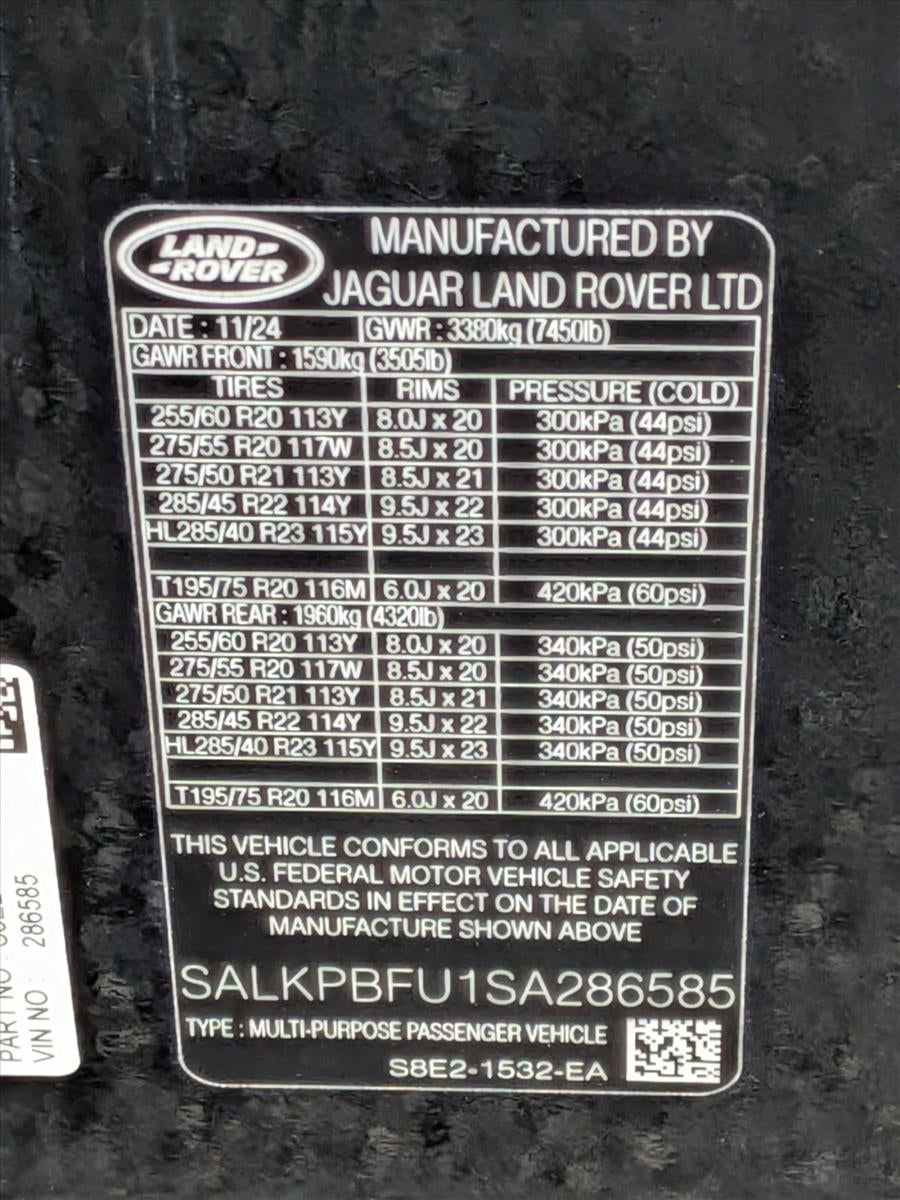 LAND-
-ROVER
MANUFACTURED BY
JAGUAR LAND ROVER LTD
DATE : 11/24 GVWR : 3380kg (7450lb)
GAWR FRONT : 1590kg (3505lb)
TIRES RIMS PRESSURE (COLD)
255/60 R20 113Y 8.0J x 20 300kPa (44psi)
275/55 R20 117W 8.5J x 20 300kPa (44psi)
275/50 R21 113Y 8.5J x 21 300kPa (44psi)
285/45 R22 114Y 9.5J x 22 300kPa (44psi)
HL285/40 R23 115Y 9.5J x 23 300kPa (44psi)
T195/75 R20 116M 6.0J x 20 420kPa (60psi)
GAWR REAR : 1960kg (4320lb)
255/60 R20 113Y 8.0J x 20 340kPa (50psi)
275/55 R20 117W 8.5J x 20 340kPa (50psi)
275/50 R21 113Y 8.5J x 21 340kPa (50psi)
285/45 R22 114Y 9.5J x 22 340kPa (50psi)
HL285/40 R23 115Y 9.5J x 23 340kPa (50psi)
T195/75 R20 116M 6.0J x 20 420kPa (60psi)
THIS VEHICLE CONFORMS TO ALL APPLICABLE
U.S. FEDERAL MOTOR VEHICLE SAFETY
STANDARDS IN EFFECT ON THE DATE OF
MANUFACTURE SHOWN ABOVE
SALKPBFU1SA286585
TYPE : MULTI-PURPOSE PASSENGER VEHICLE
S8E2-1532-EA
PART NO
VIN NO : 286585